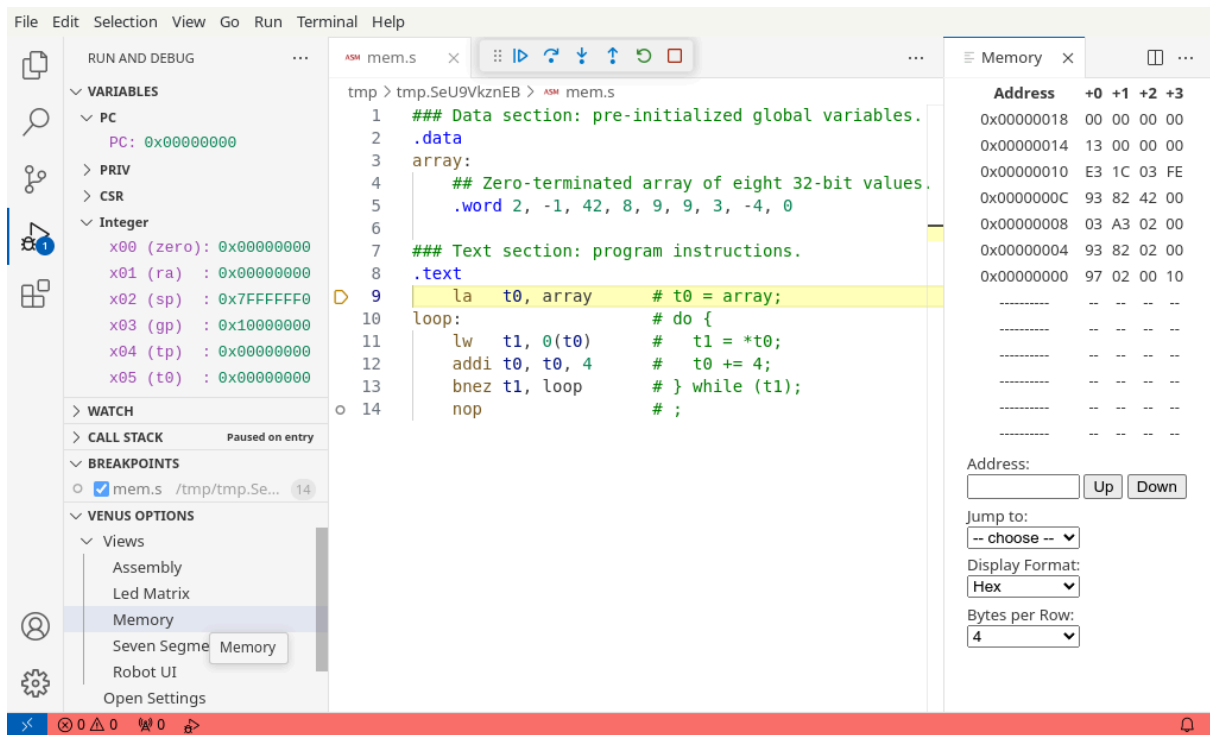 File Edit Selection View Go Run Terminal Help
RUN AND DEBUG ...
VARIABLES
PC
PC: 0x00000000
PRIV
CSR
Integer
x00 (zero): 0x00000000
x01 (ra) : 0x00000000
x02 (sp) : 0x7FFFFFF0
x03 (gp) : 0x10000000
x04 (tp) : 0x00000000
x05 (t0) : 0x00000000
WATCH
CALL STACK Paused on entry
BREAKPOINTS
mem.s /tmp/tmp.Se... 14
VENUS OPTIONS
Views
Assembly
Led Matrix
Memory
Seven Segme
Memory
Robot UI
Open Settings
1
ASM mem.s
tmp > tmp.SeU9VkznEB > ASM mem.s
1 ### Data section: pre-initialized global variables.
2 .data
3 array:
4 ## Zero-terminated array of eight 32-bit values.
5 .word 2, -1, 42, 8, 9, 9, 3, -4, 0
6
7 ### Text section: program instructions.
8 .text
9 la t0, array # t0 = array;
10 loop: # do {
11 lw t1, 0(t0) # t1 = *t0;
12 addi t0, t0, 4 # t0 += 4;
13 bnez t1, loop # } while (t1);
14 nop # ;
Memory
Address +0 +1 +2 +3
0x00000018 00 00 00 00
0x00000014 13 00 00 00
0x00000010 E3 1C 03 FE
0x0000000C 93 82 42 00
0x00000008 03 A3 02 00
0x00000004 93 82 02 00
0x00000000 97 02 00 10
---------- -- -- -- --
---------- -- -- -- --
---------- -- -- -- --
---------- -- -- -- --
---------- -- -- -- --
---------- -- -- -- --
Address:
Up Down
Jump to:
-- choose --
Display Format:
Hex
Bytes per Row:
4
0 0 0